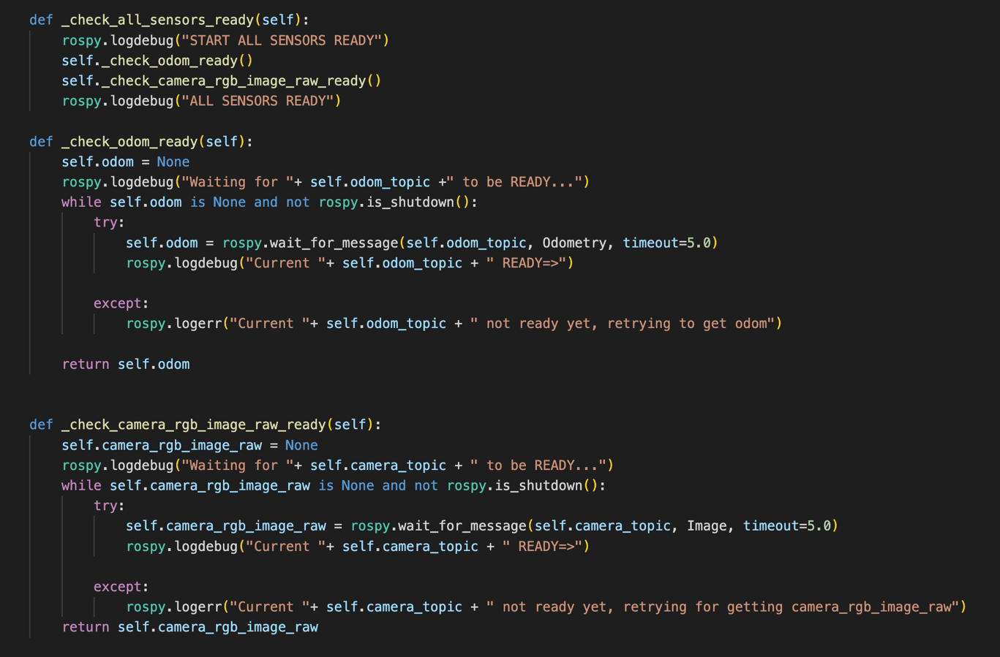 def _check_all_sensors_ready(self):
    rospy.logdebug("START ALL SENSORS READY")
    self._check_odom_ready()
    self._check_camera_rgb_image_raw_ready()
    rospy.logdebug("ALL SENSORS READY")

def _check_odom_ready(self):
    self.odom = None
    rospy.logdebug("Waiting for "+ self.odom_topic +" to be READY...")
    while self.odom is None and not rospy.is_shutdown():
        try:
            self.odom = rospy.wait_for_message(self.odom_topic, Odometry, timeout=5.0)
            rospy.logdebug("Current "+ self.odom_topic + " READY=>")

        except:
            rospy.logerr("Current "+ self.odom_topic + " not ready yet, retrying to get odom")

    return self.odom


def _check_camera_rgb_image_raw_ready(self):
    self.camera_rgb_image_raw = None
    rospy.logdebug("Waiting for "+ self.camera_topic + " to be READY...")
    while self.camera_rgb_image_raw is None and not rospy.is_shutdown():
        try:
            self.camera_rgb_image_raw = rospy.wait_for_message(self.camera_topic, Image, timeout=5.0)
            rospy.logdebug("Current "+ self.camera_topic + " READY=>")

        except:
            rospy.logerr("Current "+ self.camera_topic + " not ready yet, retrying for getting camera_rgb_image_raw")
    return self.camera_rgb_image_raw